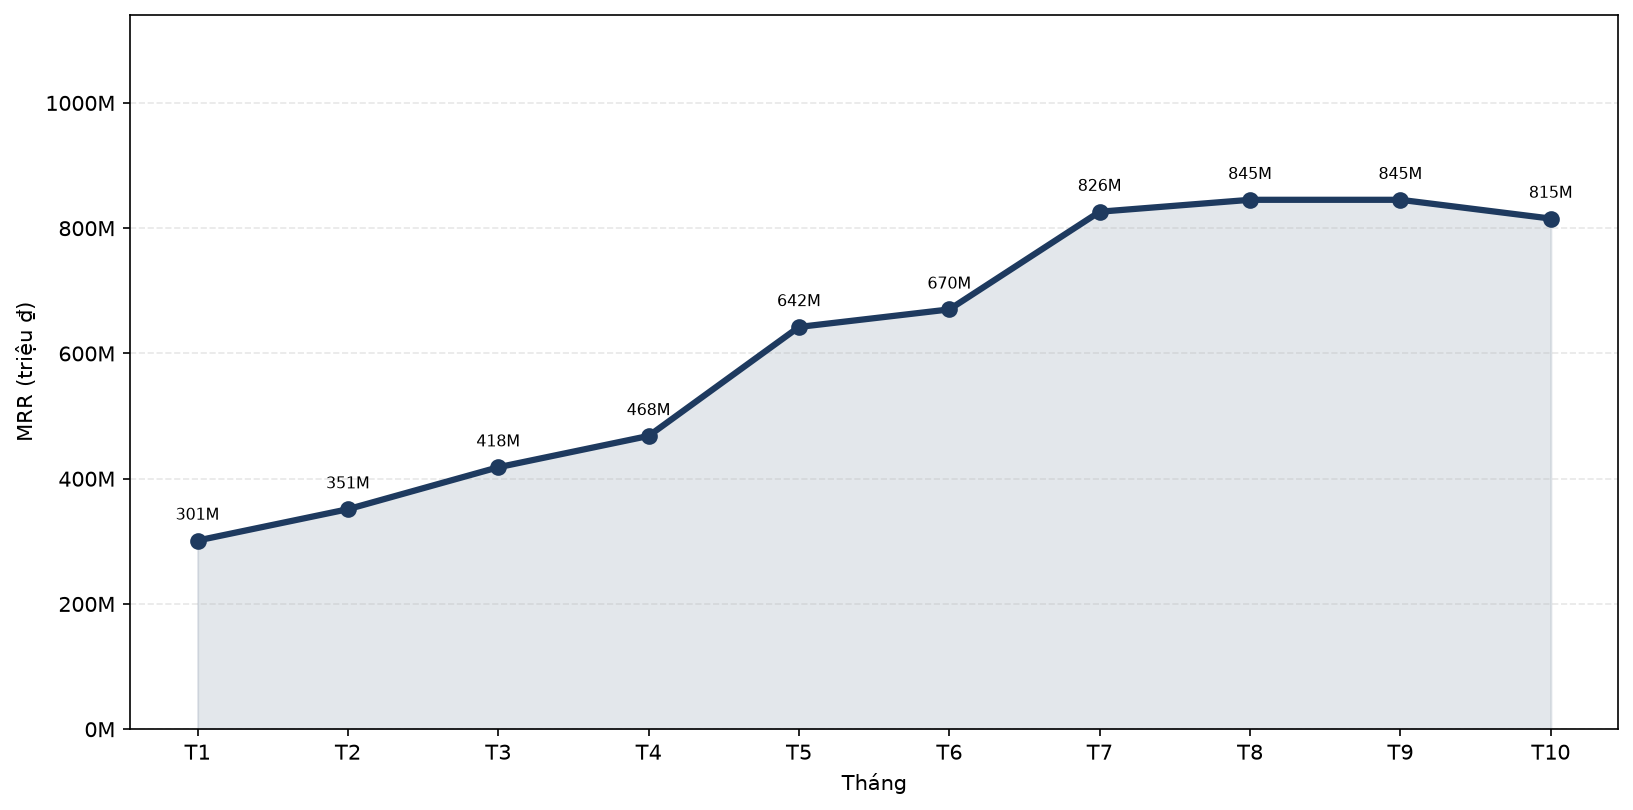 MRR (triệu ₫)
1000M
800M
600M
400M
200M
0M
301M
351M
418M
468M
642M
670M
826M
845M
845M
815M
T1 T2 T3 T4 T5 T6 T7 T8 T9 T10
Tháng